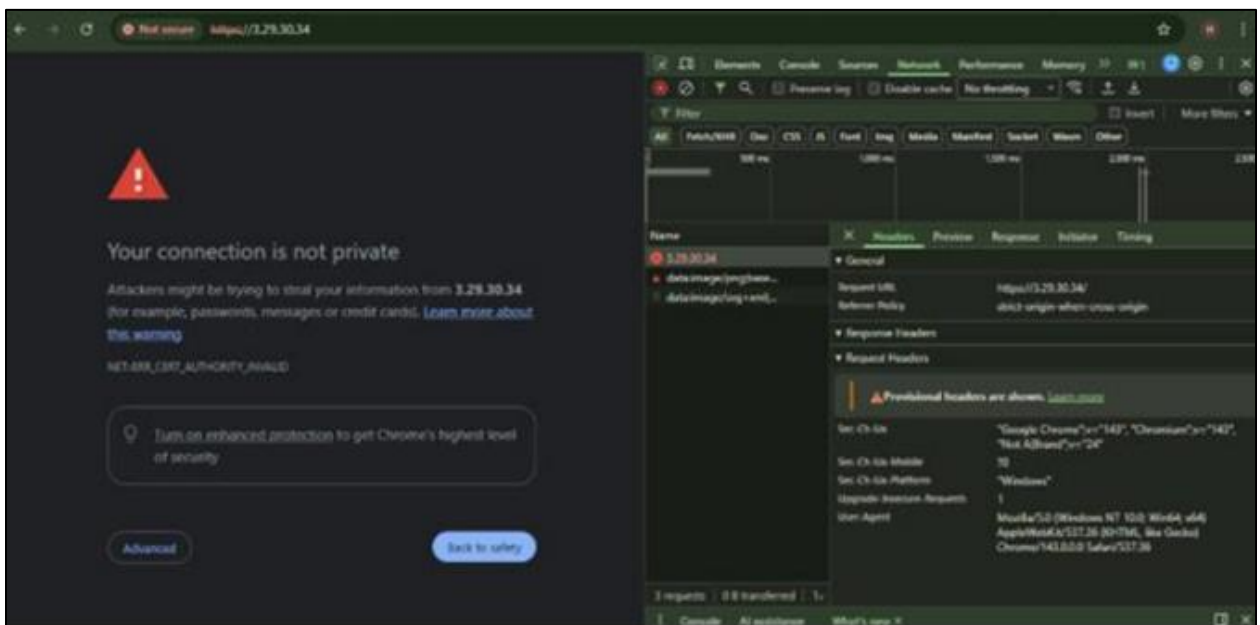 Not secure https://3.29.30.34
Elements Console Sources Network Performance Memory
Preserve log Disable cache No throttling
Filter Invert More filters
All Fetch/XHR Doc CSS JS Font Img Media Manifest Socket Wasm Other
500 ms 1,000 ms 1,500 ms 2,000 ms
Your connection is not private
Attackers might be trying to steal your information from 3.29.30.34
(for example, passwords, messages or credit cards). Learn more about
this warning
NET::ERR_CERT_AUTHORITY_INVALID
Turn on enhanced protection to get Chrome's highest level
of security
Advanced Back to safety
Name
3.29.30.34
data:image/png;base...
data:image/svg+xml,...
Headers Preview Response Initiator Timing
General
Request URL https://3.29.30.34/
Referrer Policy strict-origin-when-cross-origin
Response Headers
Request Headers
Provisional headers are shown. Learn more
Sec-Ch-Ua "Google Chrome";v="143", "Chromium";v="143",
"Not A(Brand";v="24"
Sec-Ch-Ua-Mobile ?0
Sec-Ch-Ua-Platform "Windows"
Upgrade-Insecure-Requests 1
User-Agent Mozilla/5.0 (Windows NT 10.0; Win64; x64)
AppleWebKit/537.36 (KHTML, like Gecko)
Chrome/143.0.0.0 Safari/537.36
3 requests 0 B transferred
Console AI assistance What's new